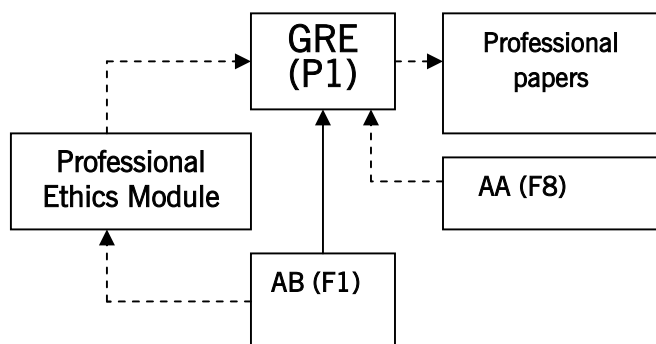 GRE
(P1)
Professional
papers
Professional
Ethics Module
AA (F8)
AB (F1)